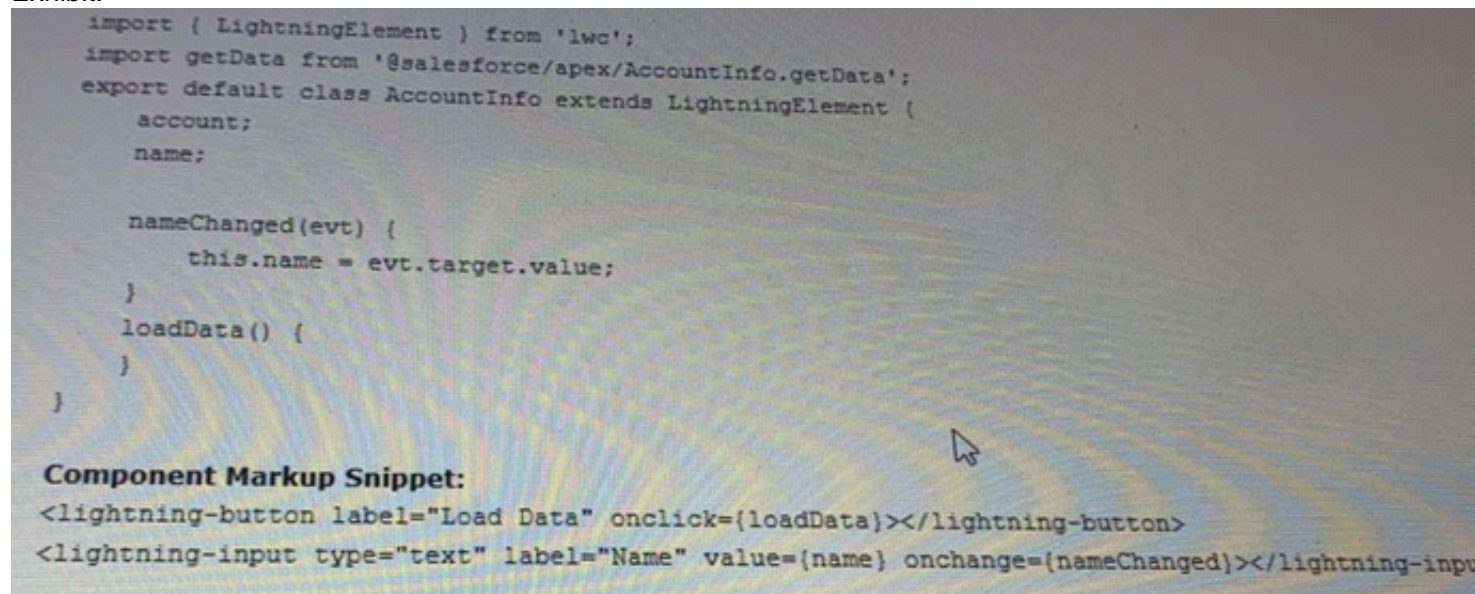 import { LightningElement } from 'lwc';
import getData from '@salesforce/apex/AccountInfo.getData';
export default class AccountInfo extends LightningElement {
account;
name;
nameChanged(evt) {
this.name = evt.target.value;
}
loadData() {
}
}
Component Markup Snippet:
<lightning-button label="Load Data" onclick={loadData}></lightning-button>
<lightning-input type="text" label="Name" value={name} onchange={nameChanged}></lightning-inpu